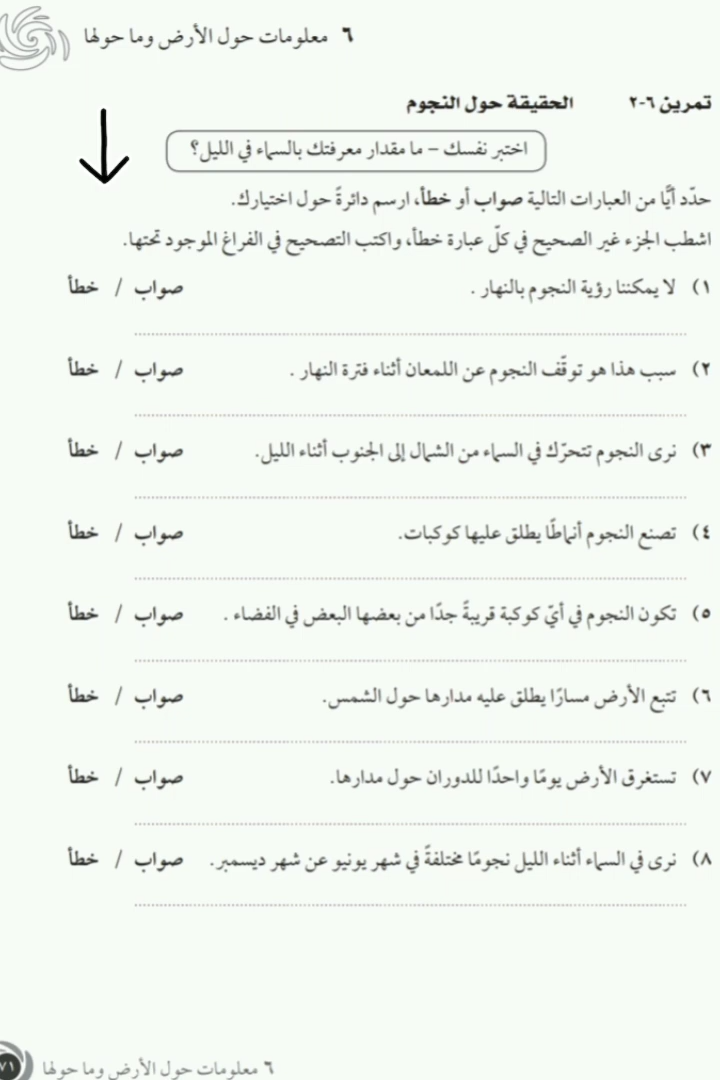 ٦ معلومات حول الأرض وما حولها
تمرين ٦-٢ الحقيقة حول النجوم
اختبر نفسك – ما مقدار معرفتك بالسماء في الليل؟
حدّد أيًّا من العبارات التالية صواب أو خطأ، ارسم دائرةً حول اختيارك.
اشطب الجزء غير الصحيح في كلّ عبارة خطأ، واكتب التصحيح في الفراغ الموجود تحتها.
١) لا يمكننا رؤية النجوم بالنهار . صواب / خطأ
٢) سبب هذا هو توقّف النجوم عن اللمعان أثناء فترة النهار . صواب / خطأ
٣) نرى النجوم تتحرّك في السماء من الشمال إلى الجنوب أثناء الليل. صواب / خطأ
٤) تصنع النجوم أنماطًا يطلق عليها كوكبات. صواب / خطأ
٥) تكون النجوم في أيّ كوكبة قريبةً جدًا من بعضها البعض في الفضاء . صواب / خطأ
٦) تتبع الأرض مسارًا يطلق عليه مدارها حول الشمس. صواب / خطأ
٧) تستغرق الأرض يومًا واحدًا للدوران حول مدارها. صواب / خطأ
٨) نرى في السماء أثناء الليل نجومًا مختلفةً في شهر يونيو عن شهر ديسمبر. صواب / خطأ
٦ معلومات حول الأرض وما حولها ٧١